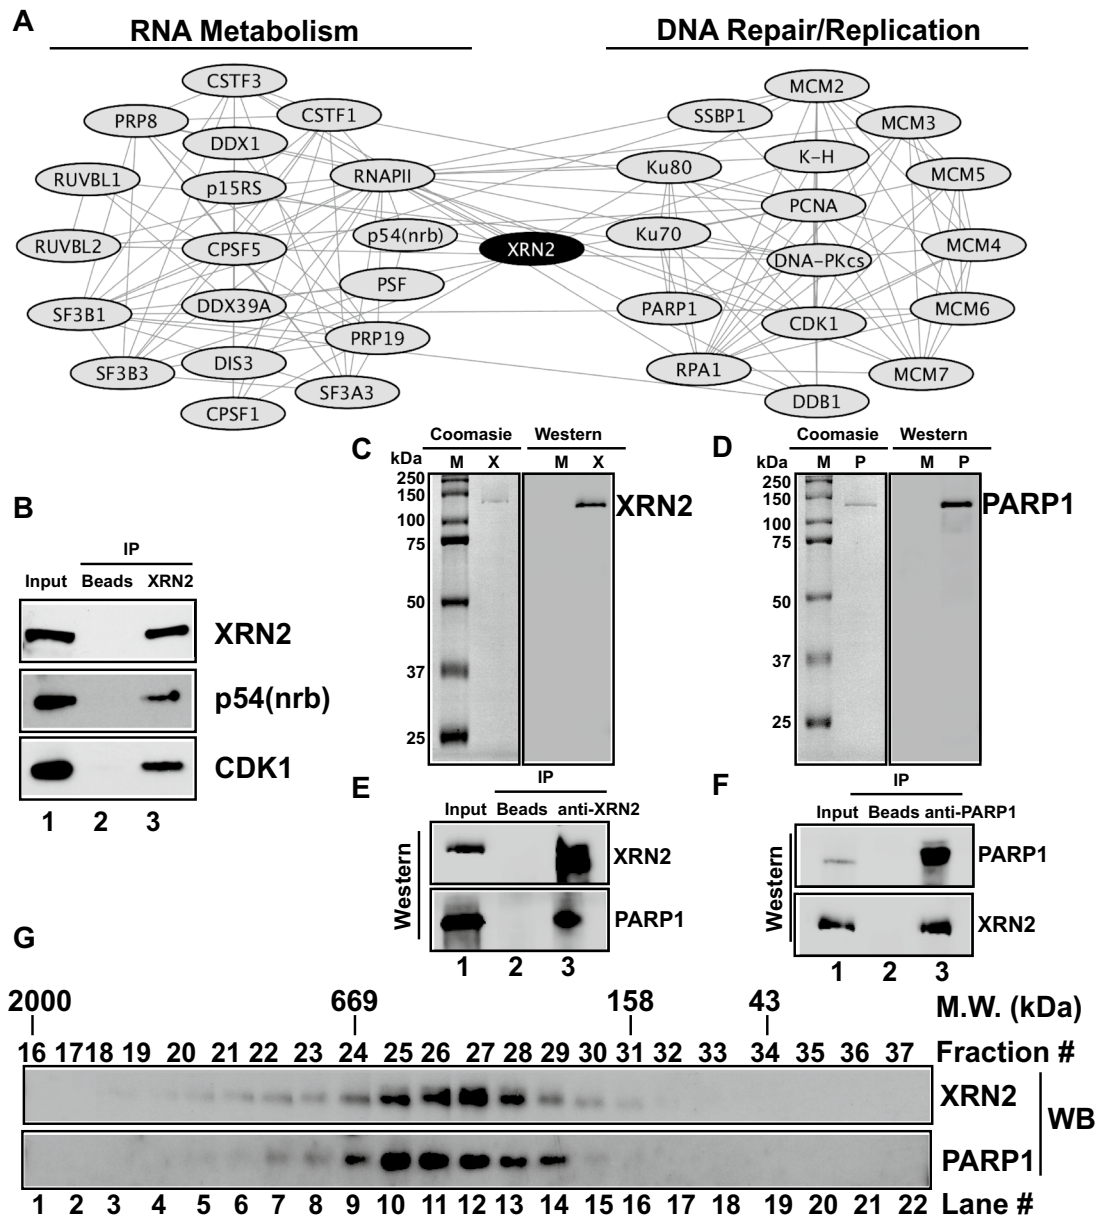 A
RNA Metabolism
DNA Repair/Replication
CSTF3
PRP8
CSTF1
DDX1
RUVBL1
p15RS
RNAPII
RUVBL2
CPSF5
p54(nrb)
PSF
SF3B1
DDX39A
PRP19
SF3B3
DIS3
SF3A3
CPSF1
XRN2
MCM2
SSBP1
MCM3
K-H
Ku80
MCM5
PCNA
Ku70
MCM4
DNA-PKcs
PARP1
MCM6
CDK1
RPA1
MCM7
DDB1
B
IP
Input Beads XRN2
XRN2
p54(nrb)
CDK1
1 2 3
C
Coomasie Western
kDa M X M X
250
150
100
75
50
37
25
XRN2
D
Coomasie Western
kDa M P M P
250
150
100
75
50
37
25
PARP1
E
IP
Input Beads anti-XRN2
Western
XRN2
PARP1
1 2 3
F
IP
Input Beads anti-PARP1
Western
PARP1
XRN2
1 2 3
G
2000 669 158 43 M.W. (kDa)
16 17 18 19 20 21 22 23 24 25 26 27 28 29 30 31 32 33 34 35 36 37 Fraction #
XRN2
WB
PARP1
1 2 3 4 5 6 7 8 9 10 11 12 13 14 15 16 17 18 19 20 21 22 Lane #